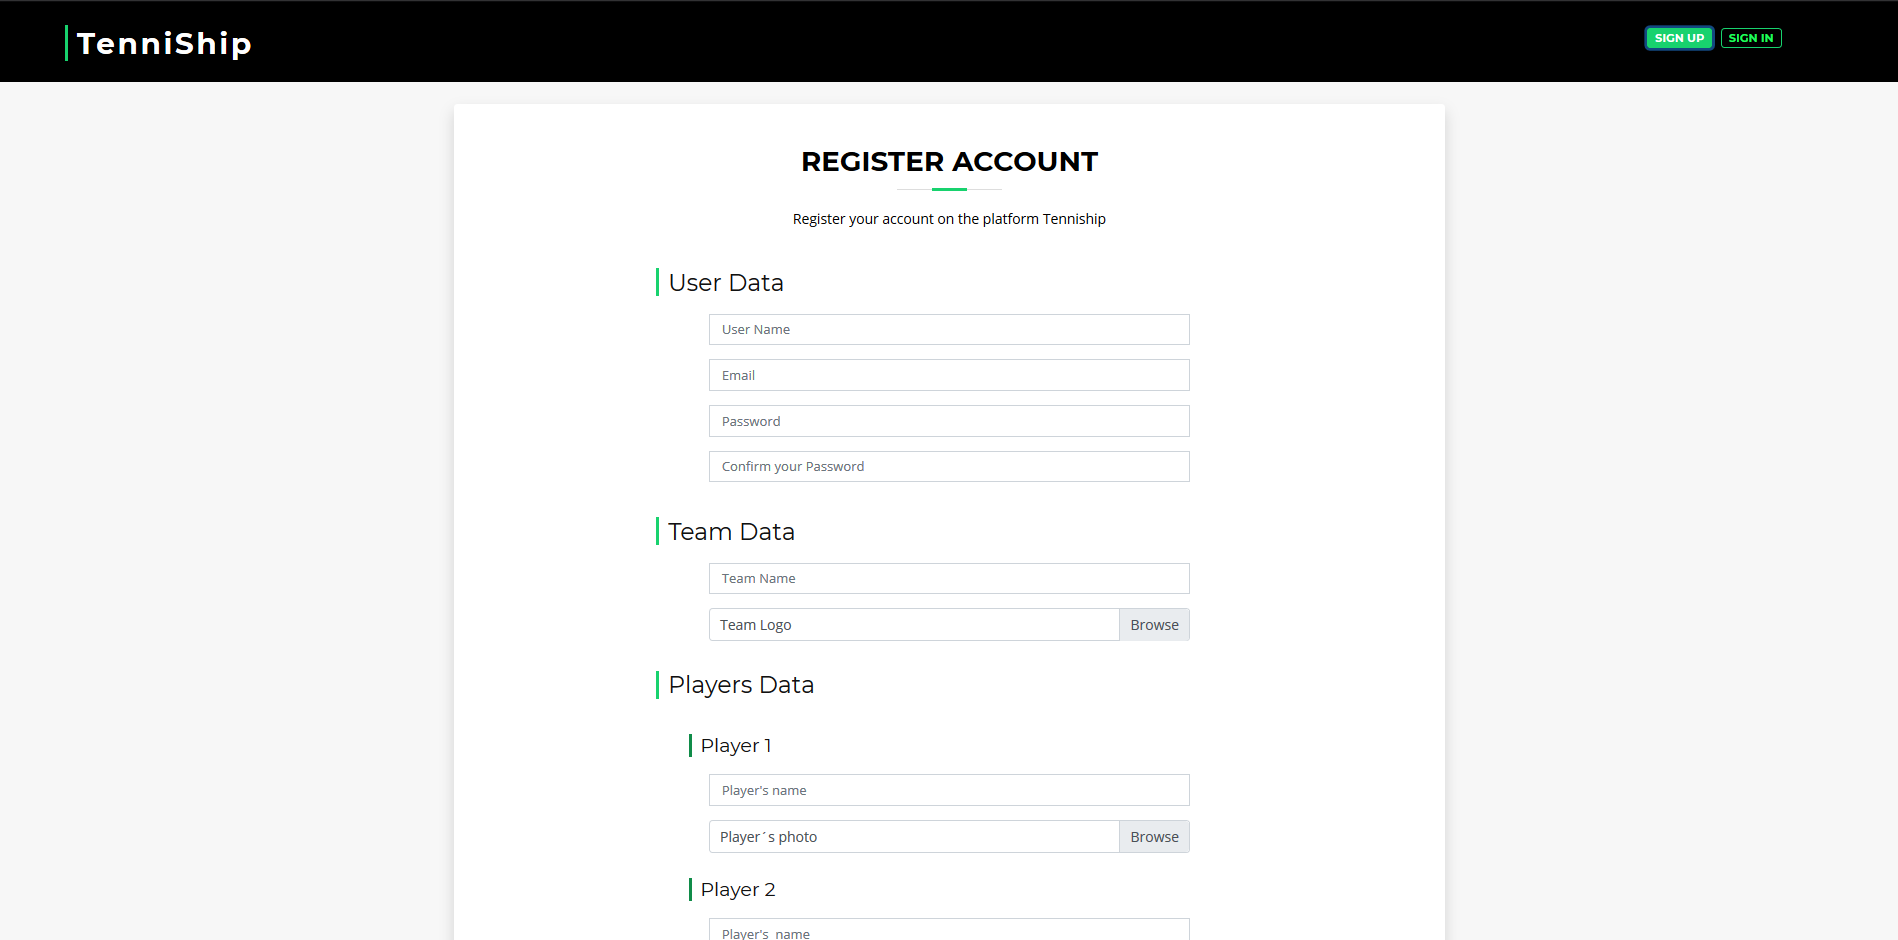 TenniShip
SIGN UP SIGN IN
REGISTER ACCOUNT
Register your account on the platform Tenniship
User Data
User Name
Email
Password
Confirm your Password
Team Data
Team Name
Team Logo Browse
Players Data
Player 1
Player's name
Player´s photo Browse
Player 2
Player's name